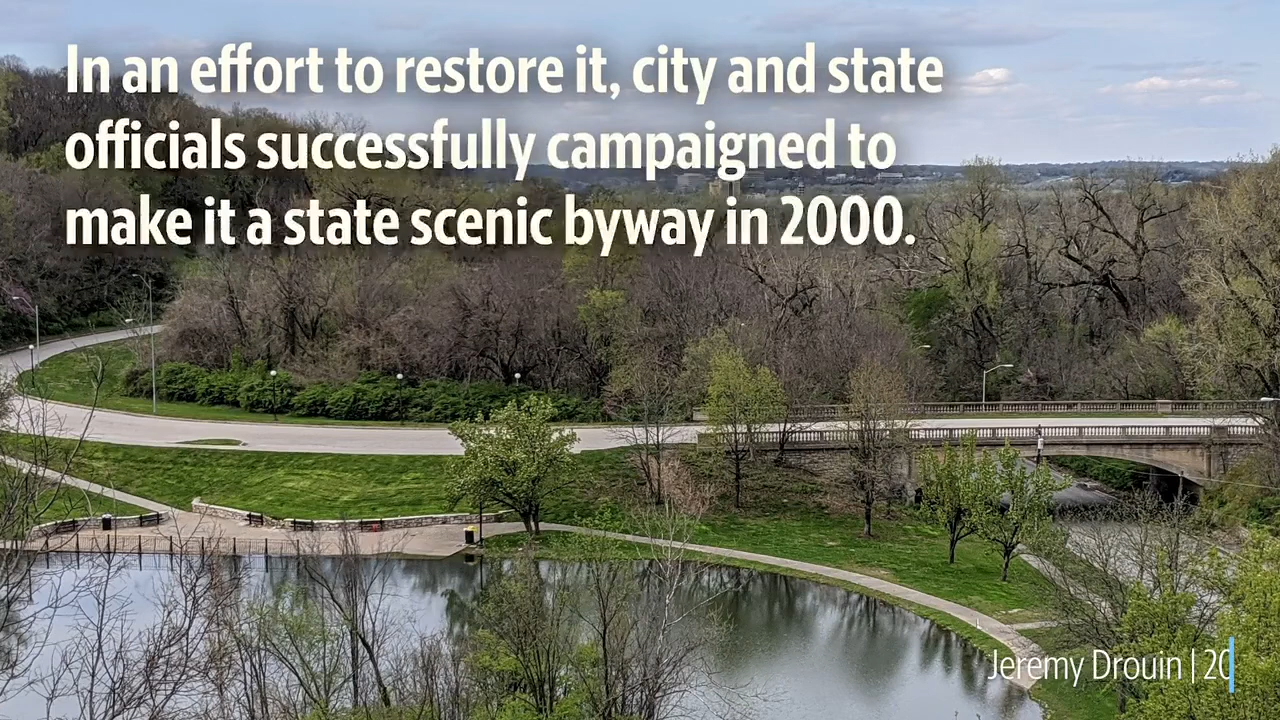 In an effort to restore it, city and state
officials successfully campaigned to
make it a state scenic byway in 2000.
Jeremy Drouin | 20